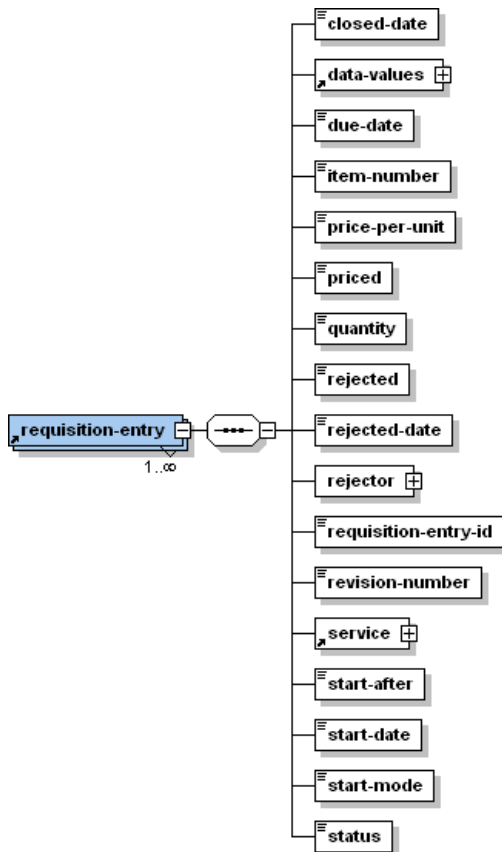 closed-date
data-values
due-date
item-number
price-per-unit
priced
quantity
rejected
requisition-entry
1..∞
rejected-date
rejector
requisition-entry-id
revision-number
service
start-after
start-date
start-mode
status